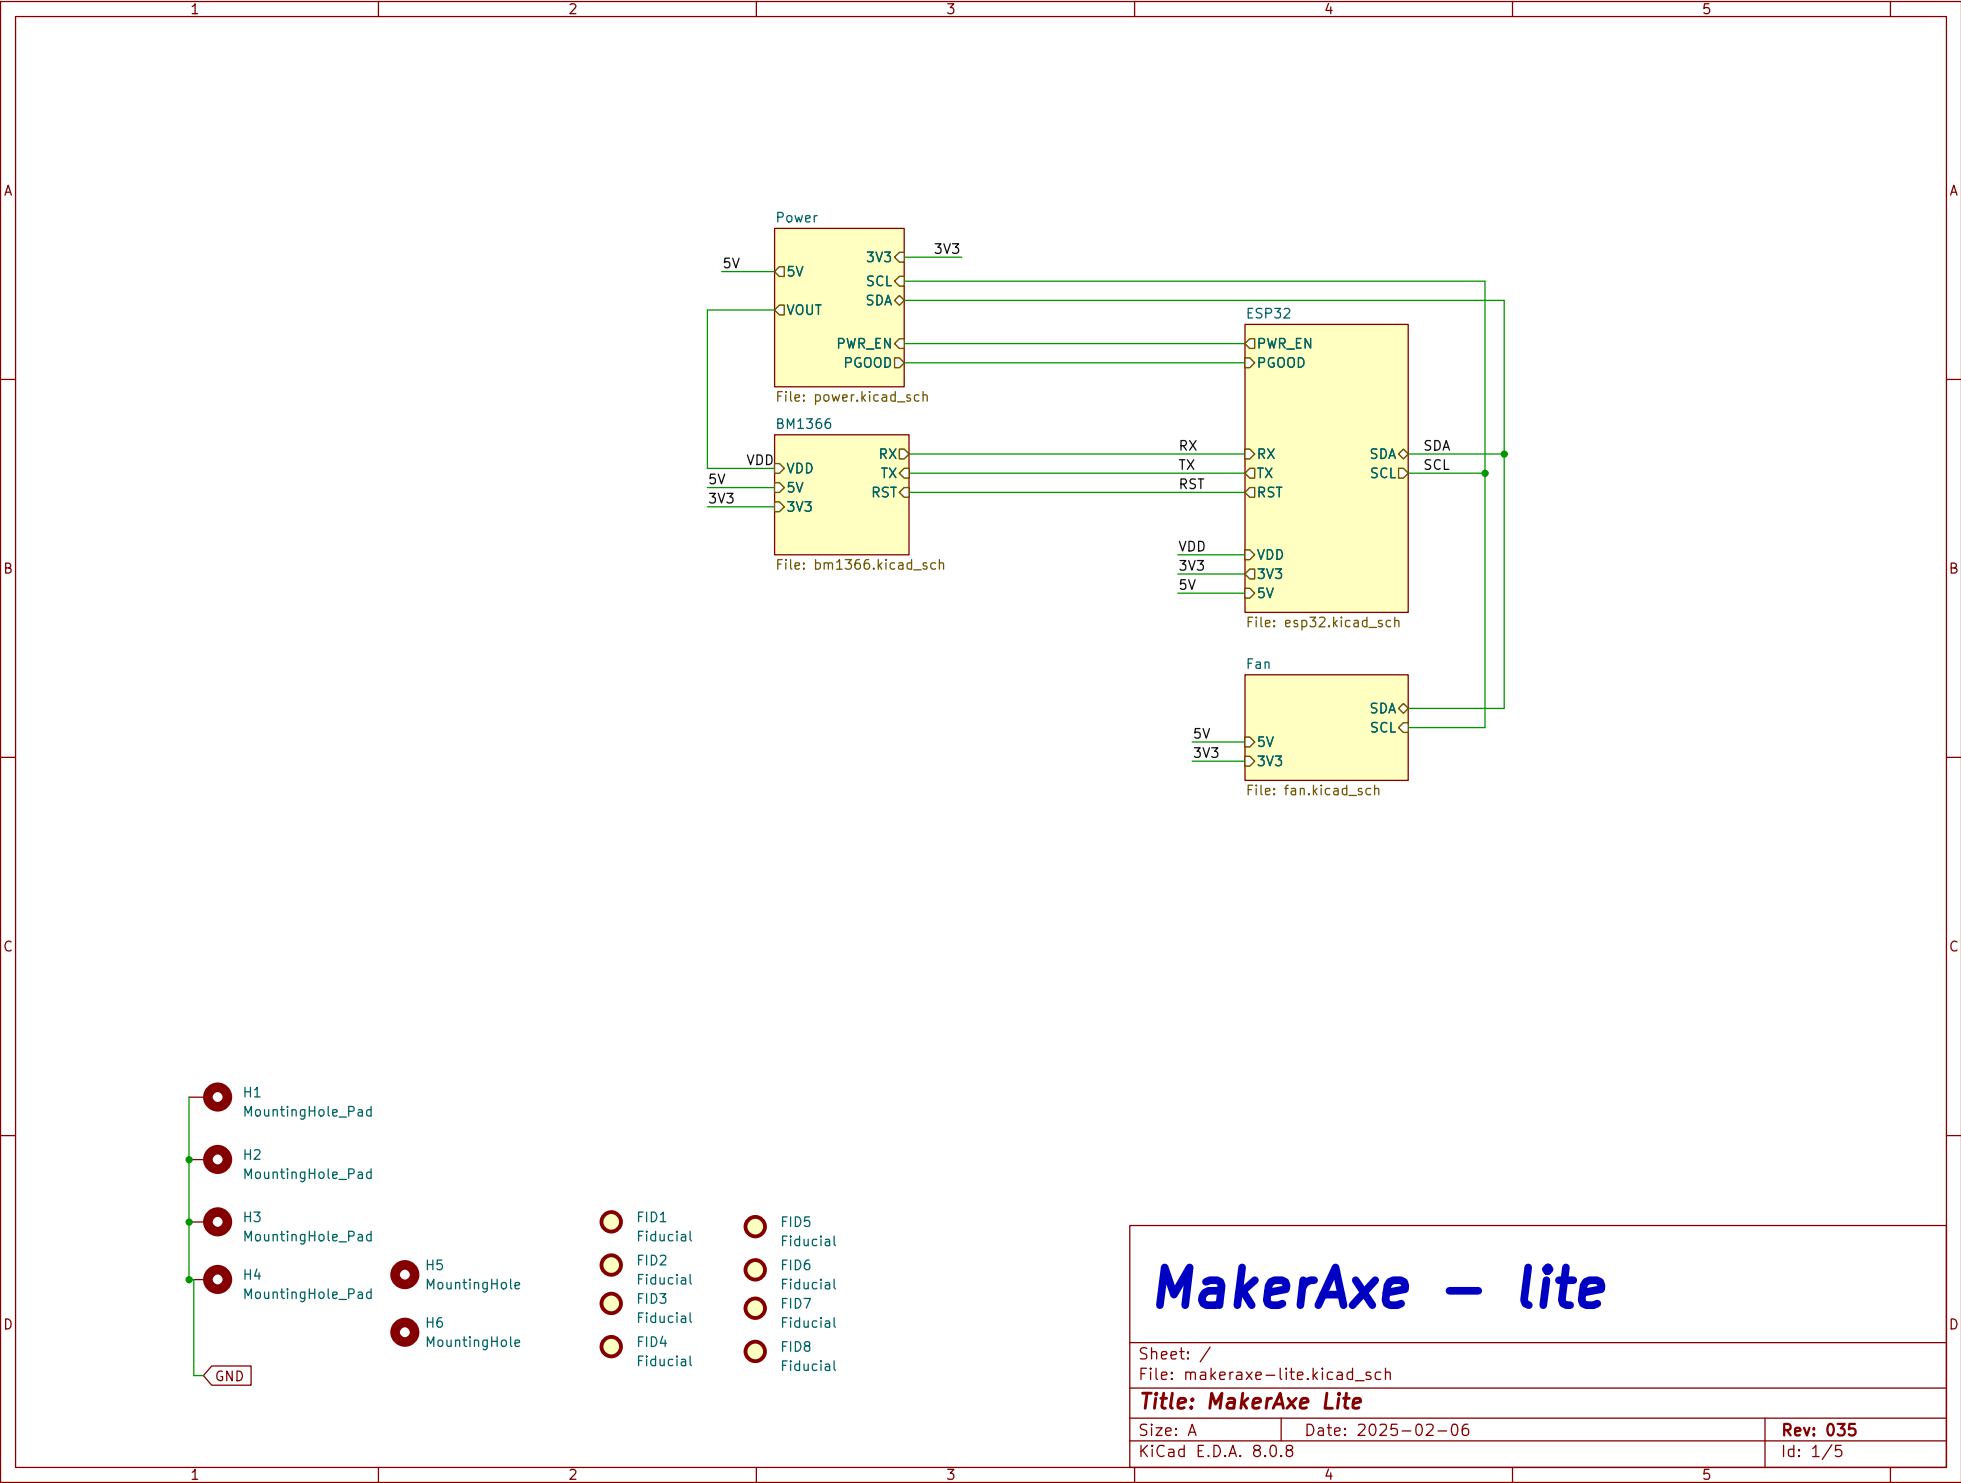 1 2 3 4 5
A A
Power
5V 5V
3V3 3V3
SCL
SDA
VOUT
PWR_EN
PGOOD
File: power.kicad_sch
ESP32
PWR_EN
PGOOD
BM1366
VDD VDD
5V 5V
3V3 3V3
RX RX RX
TX TX TX
RST RST RST
SDA SDA
SCL SCL
File: bm1366.kicad_sch
VDD VDD
3V3 3V3
5V 5V
File: esp32.kicad_sch
B B
Fan
SDA
SCL
5V 5V
3V3 3V3
File: fan.kicad_sch
C C
H1
MountingHole_Pad
H2
MountingHole_Pad
H3
MountingHole_Pad
H4
MountingHole_Pad
GND
H5
MountingHole
H6
MountingHole
FID1
Fiducial
FID2
Fiducial
FID3
Fiducial
FID4
Fiducial
FID5
Fiducial
FID6
Fiducial
FID7
Fiducial
FID8
Fiducial
D D
MakerAxe - lite
Sheet: /
File: makeraxe-lite.kicad_sch
Title: MakerAxe Lite
Size: A Date: 2025-02-06 Rev: 035
KiCad E.D.A. 8.0.8 Id: 1/5
1 2 3 4 5